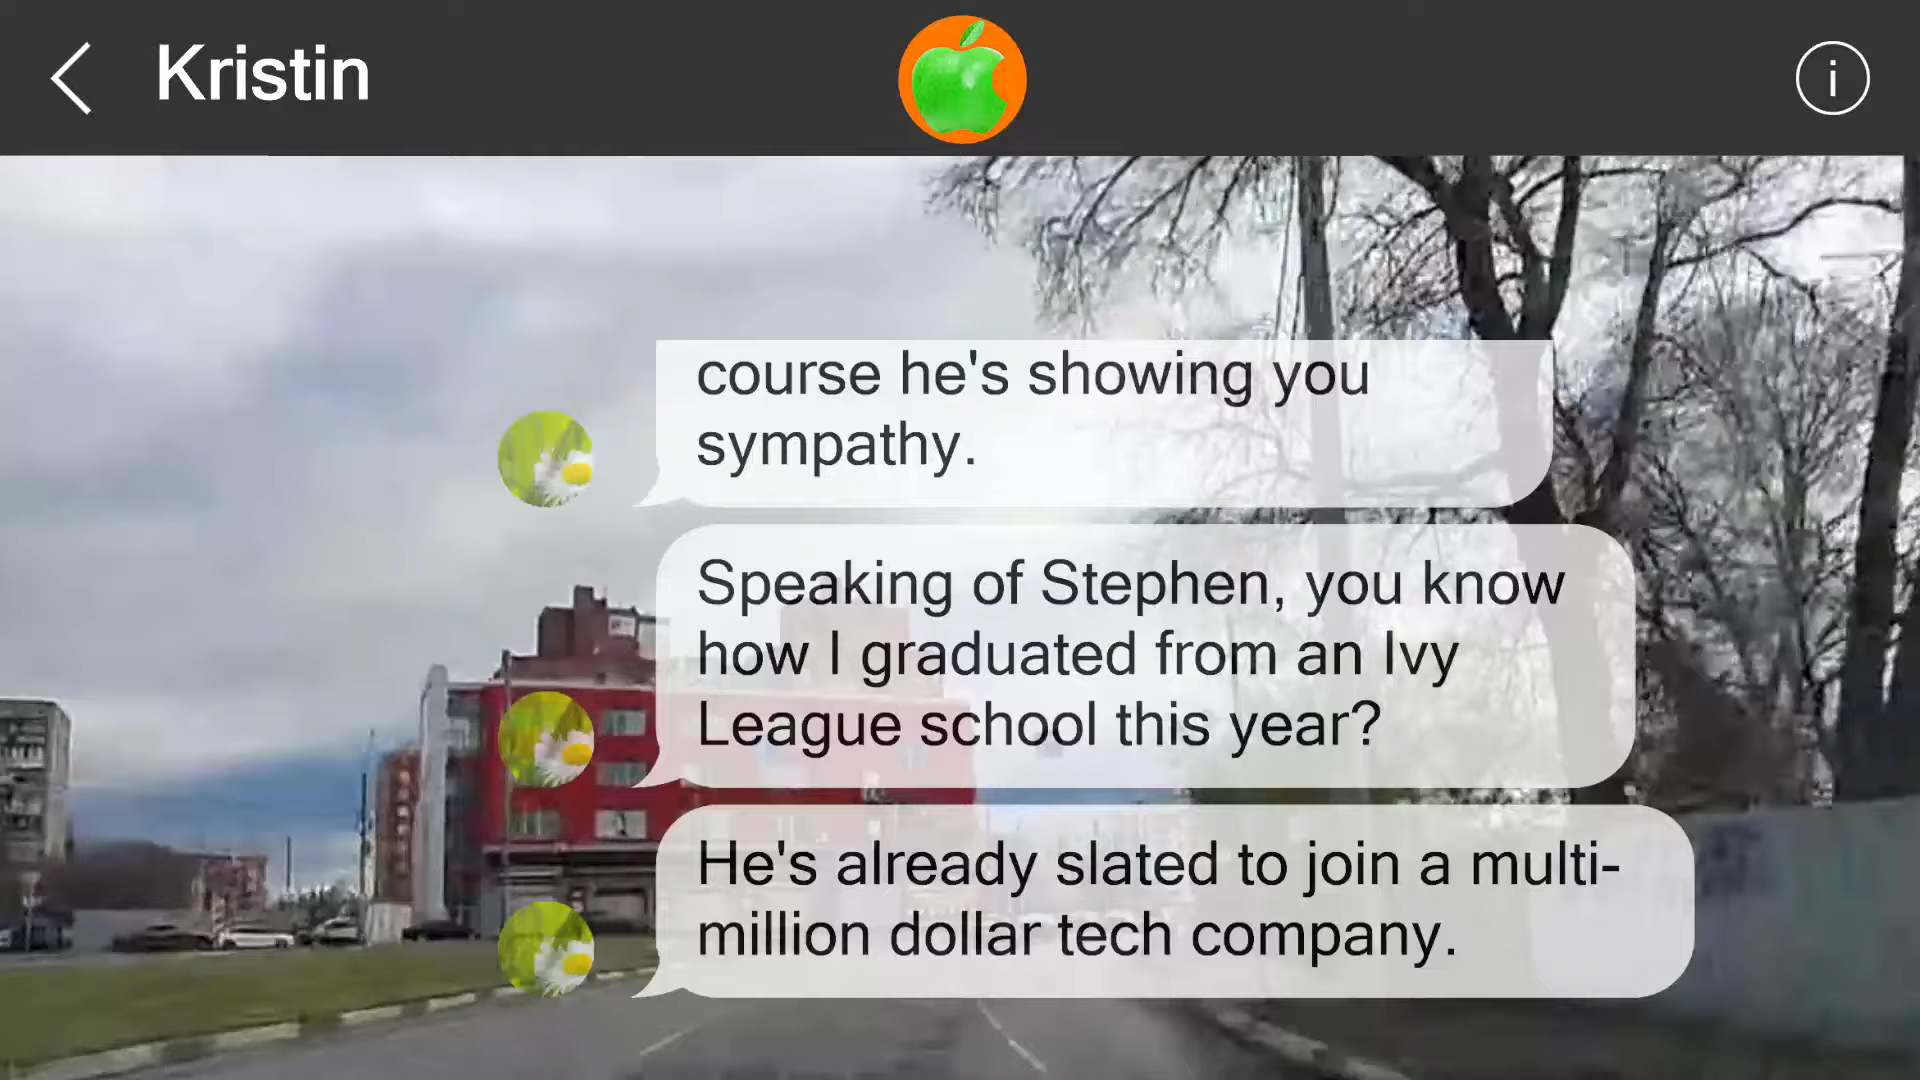 Kristin
i
course he's showing you
sympathy.
Speaking of Stephen, you know
how I graduated from an Ivy
League school this year?
He's already slated to join a multi-
million dollar tech company.